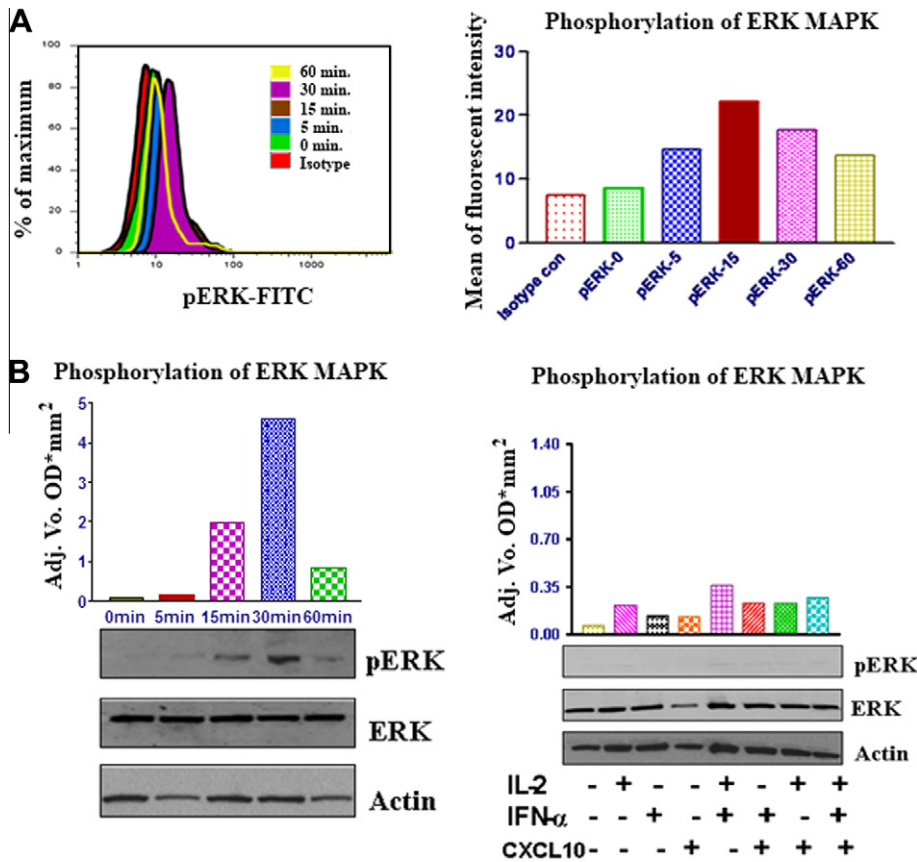 A
% of maximum
100
80
60
40
20
0
1
10
100
1000
pERK-FITC
60 min.
30 min.
15 min.
5 min.
0 min.
Isotype
Phosphorylation of ERK MAPK
Mean of fluorescent intensity
30
20
10
0
Isotype con
pERK-0
pERK-5
pERK-15
pERK-30
pERK-60
B
Phosphorylation of ERK MAPK
Adj. Vo. OD*mm²
5
4
3
2
1
0
0min 5min 15min 30min 60min
pERK
ERK
Actin
Phosphorylation of ERK MAPK
Adj. Vo. OD*mm²
1.40
1.05
0.70
0.35
0.00
pERK
ERK
Actin
IL-2 - + - - + - + +
IFN-α - - + - + + - +
CXCL10 - - - + - + + +